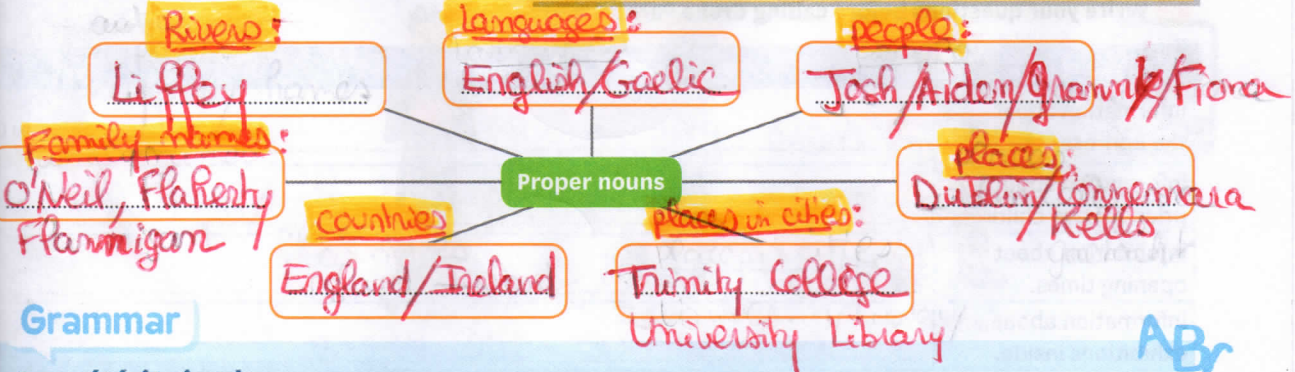 Rivers:
Languages:
people:
Liffey
English/Gaelic
Josh/Aiden/Grannie/Fiona
Family names:
places:
Proper nouns
O'Neil, Flaherty
Flannigan /
Dublin/Connemara
/ Kells
countries
places in cities:
England/Ireland
Trinity College
University Library
Grammar